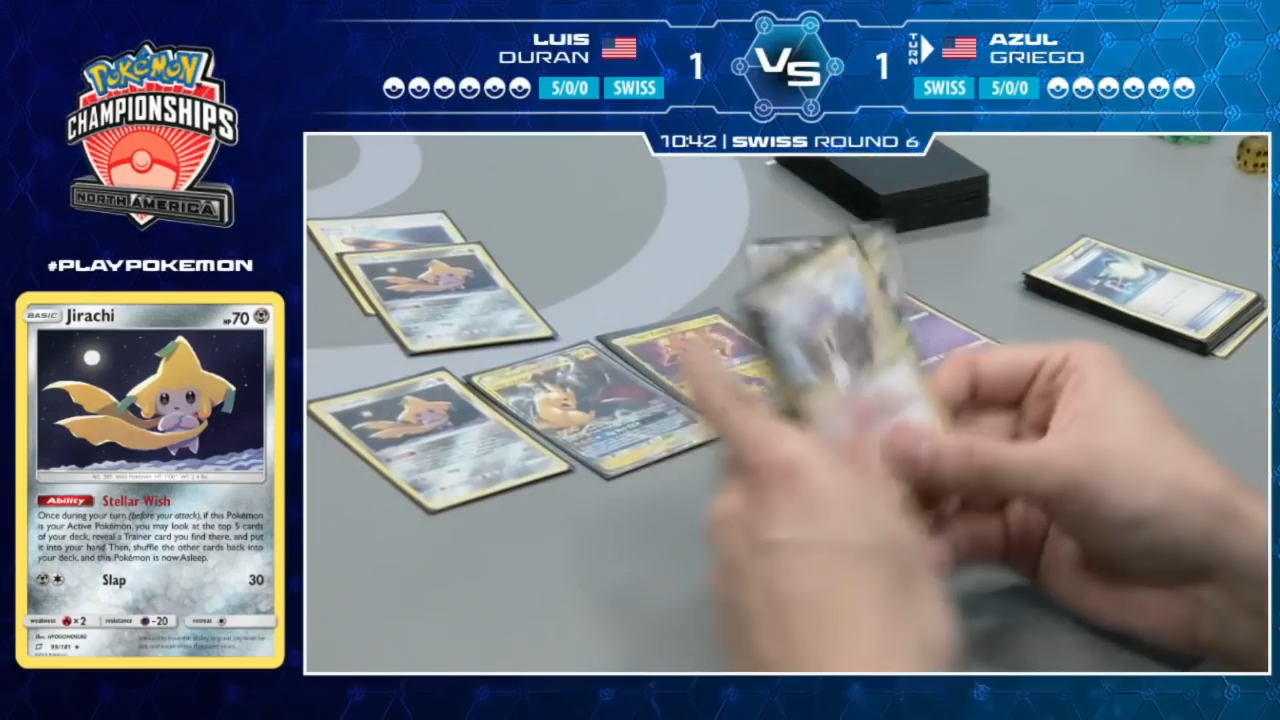 POKÉMON
CHAMPIONSHIPS
NORTH AMERICA
#PLAYPOKEMON
LUIS
DURAN
5/0/0
SWISS
1
VS
1
TURN
AZUL
GRIEGO
SWISS
5/0/0
10:42 | SWISS ROUND 6
BASIC Jirachi HP70
Ability Stellar Wish
Once during your turn (before your attack), if this Pokémon
is your Active Pokémon, you may look at the top 5 cards
of your deck, reveal a Trainer card you find there, and put
it into your hand. Then, shuffle the other cards back into
your deck, and this Pokémon is now Asleep.
Slap 30
weakness ×2 resistance -20 retreat
99/181